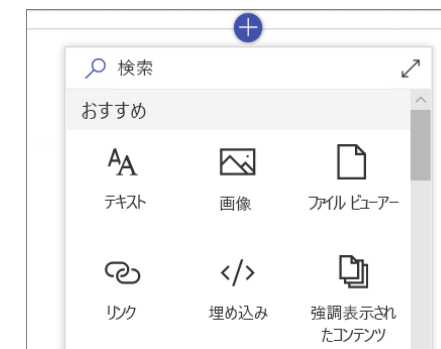 検索
おすすめ
テキスト
画像
ファイル ビューアー
リンク
埋め込み
強調表示され
たコンテンツ